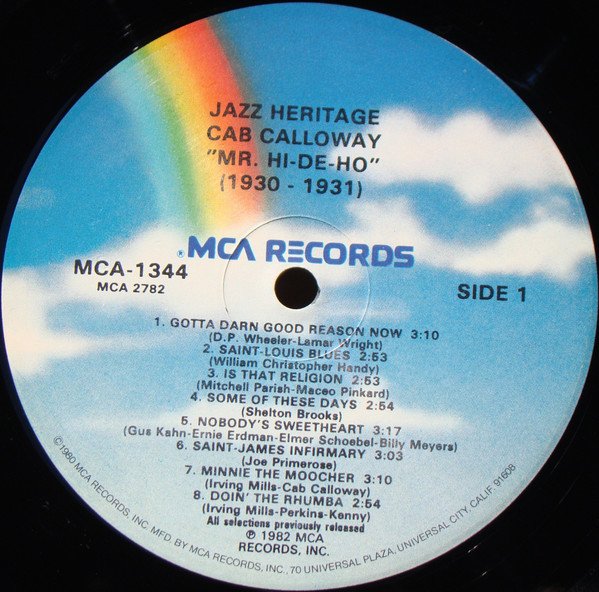 JAZZ HERITAGE
CAB CALLOWAY
"MR. HI-DE-HO"
(1930 - 1931)
® MCA RECORDS
MCA-1344
MCA 2782
SIDE 1
1. GOTTA DARN GOOD REASON NOW 3:10
(D.P. Wheeler-Lamar Wright)
2. SAINT-LOUIS BLUES 2:53
(William Christopher Handy)
3. IS THAT RELIGION 2:53
(Mitchell Parish-Maceo Pinkard)
4. SOME OF THESE DAYS 2:54
(Shelton Brooks)
5. NOBODY'S SWEETHEART 3:17
(Gus Kahn-Ernie Erdman-Elmer Schoebel-Billy Meyers)
6. SAINT-JAMES INFIRMARY 3:03
(Joe Primerose)
7. MINNIE THE MOOCHER 3:10
(Irving Mills-Cab Calloway)
8. DOIN' THE RHUMBA 2:54
(Irving Mills-Perkins-Kenny)
All selections previously released
℗ 1982 MCA
RECORDS, INC.
©1980 MCA RECORDS, INC. MFD. BY MCA RECORDS, INC., 70 UNIVERSAL PLAZA, UNIVERSAL CITY, CALIF. 91608